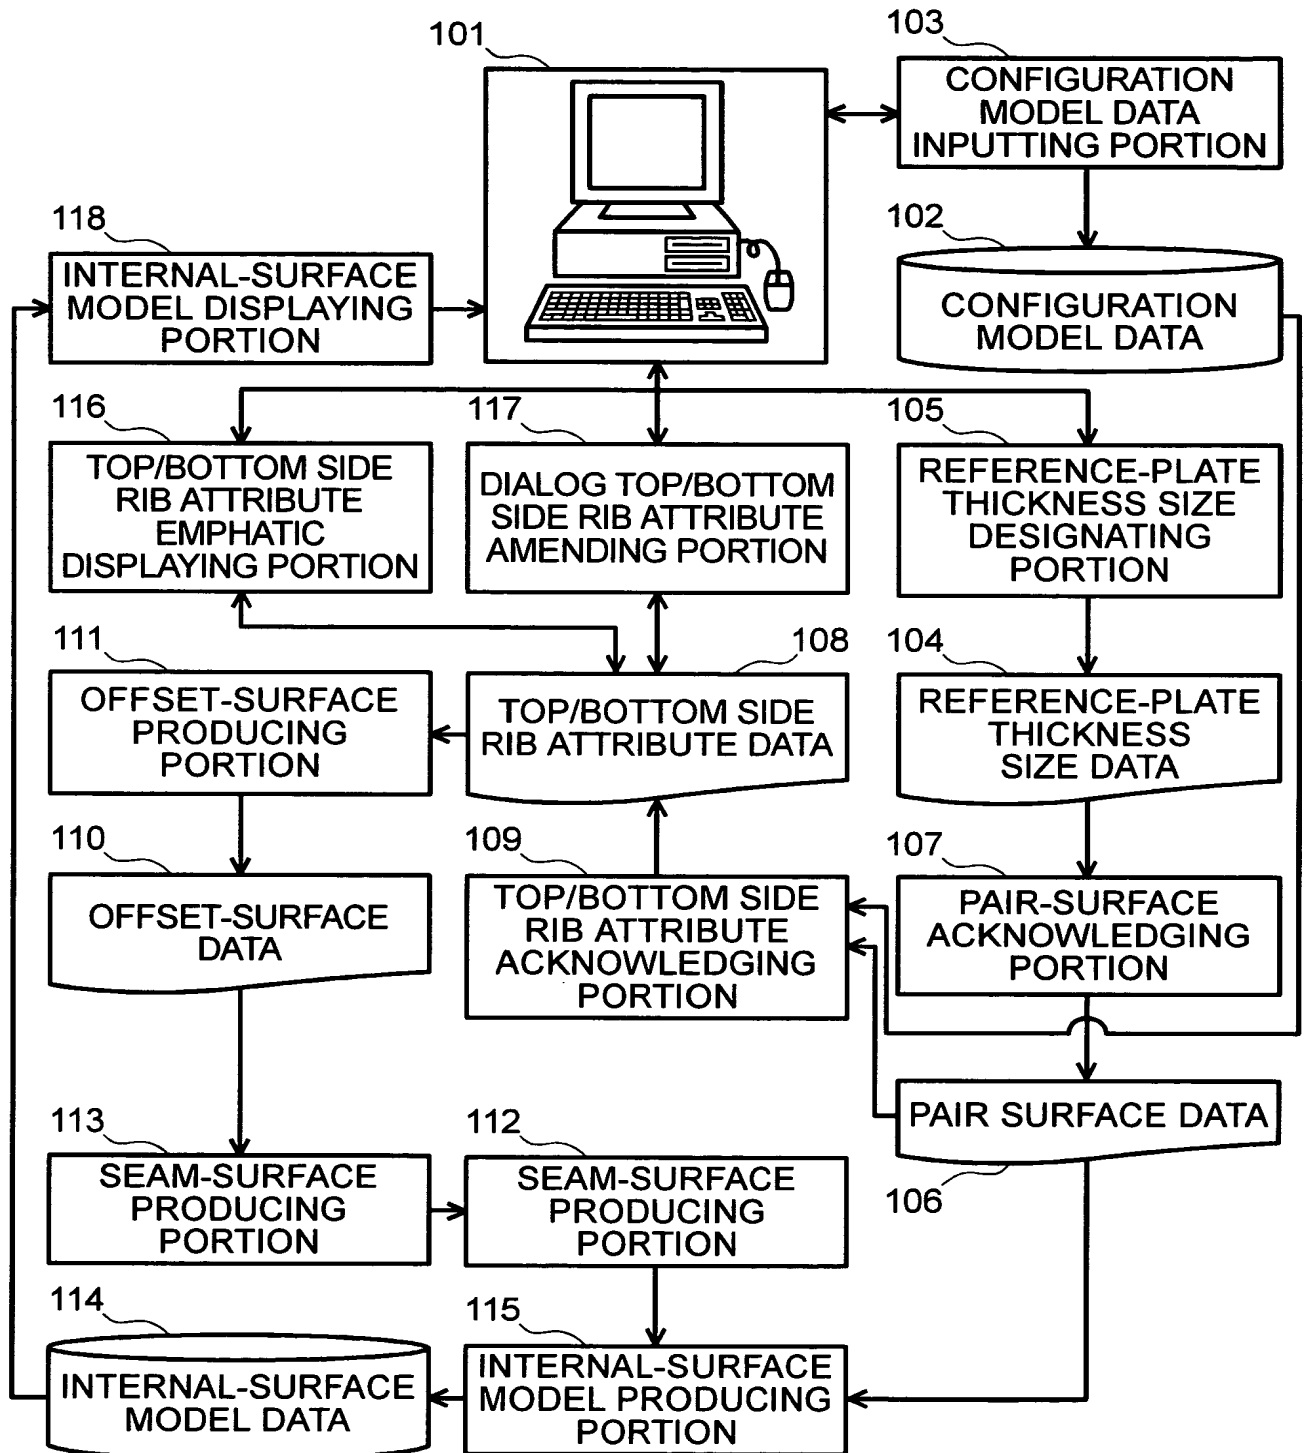 101
103
CONFIGURATION
MODEL DATA
INPUTTING PORTION
118
102
INTERNAL-SURFACE
MODEL DISPLAYING
PORTION
CONFIGURATION
MODEL DATA
116
117
105
TOP/BOTTOM SIDE
RIB ATTRIBUTE
EMPHATIC
DISPLAYING PORTION
DIALOG TOP/BOTTOM
SIDE RIB ATTRIBUTE
AMENDING PORTION
REFERENCE-PLATE
THICKNESS SIZE
DESIGNATING
PORTION
111
108
104
OFFSET-SURFACE
PRODUCING
PORTION
TOP/BOTTOM SIDE
RIB ATTRIBUTE DATA
REFERENCE-PLATE
THICKNESS
SIZE DATA
110
109
107
OFFSET-SURFACE
DATA
TOP/BOTTOM SIDE
RIB ATTRIBUTE
ACKNOWLEDGING
PORTION
PAIR-SURFACE
ACKNOWLEDGING
PORTION
PAIR SURFACE DATA
106
113
112
SEAM-SURFACE
PRODUCING
PORTION
SEAM-SURFACE
PRODUCING
PORTION
114
115
INTERNAL-SURFACE
MODEL DATA
INTERNAL-SURFACE
MODEL PRODUCING
PORTION